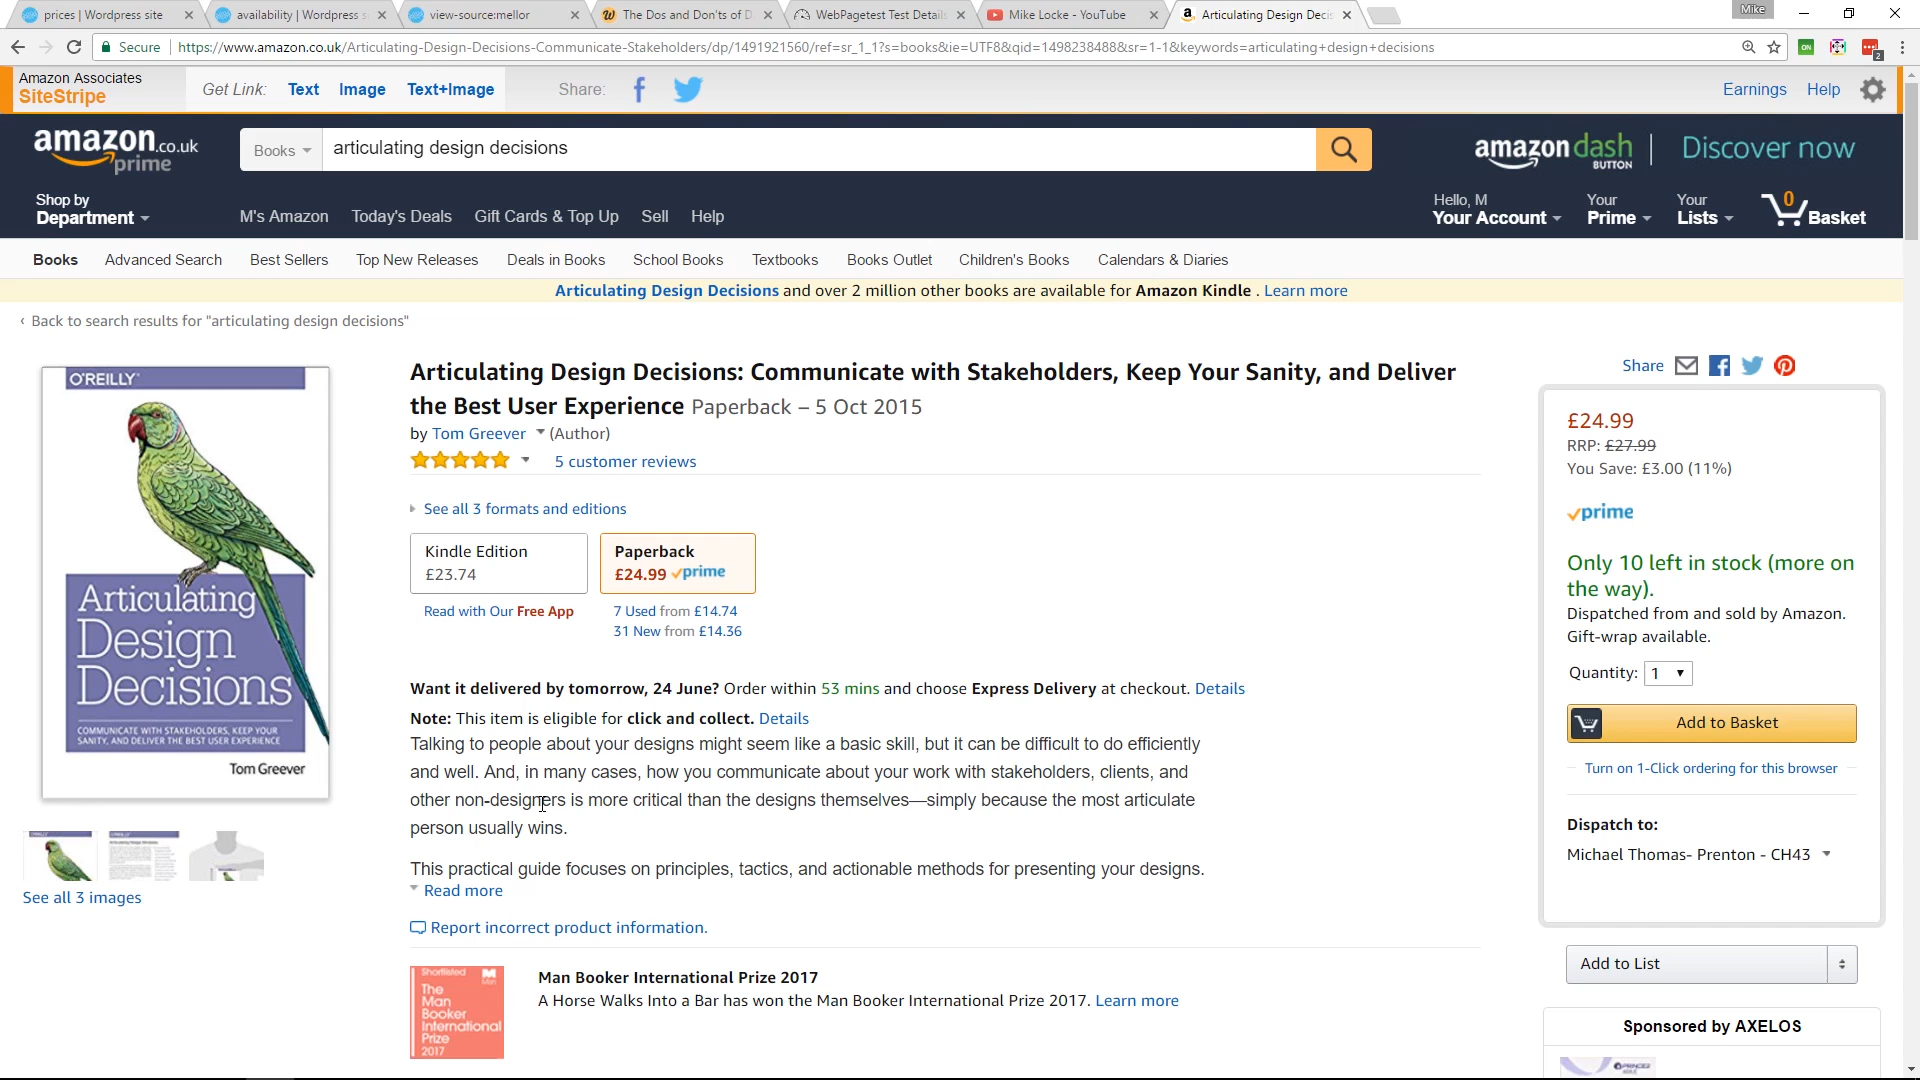 prices | Wordpress site
availability | Wordpress s
view-source:mellor
The Dos and Don'ts of D
WebPagetest Test Details
Mike Locke - YouTube
Articulating Design Deci
Mike
Secure
https://www.amazon.co.uk/Articulating-Design-Decisions-Communicate-Stakeholders/dp/1491921560/ref=sr_1_1?s=books&ie=UTF8&qid=1498238488&sr=1-1&keywords=articulating+design+decisions
ON
2
Amazon Associates
SiteStripe
Get Link: Text Image Text+Image
Share:
Earnings Help
amazon.co.uk
prime
Books
articulating design decisions
amazon dash
BUTTON
Discover now
Shop by
Department
M's Amazon Today's Deals Gift Cards & Top Up Sell Help
Hello, M
Your Account
Your
Prime
Your
Lists
0
Basket
Books Advanced Search Best Sellers Top New Releases Deals in Books School Books Textbooks Books Outlet Children's Books Calendars & Diaries
Articulating Design Decisions and over 2 million other books are available for Amazon Kindle . Learn more
‹ Back to search results for "articulating design decisions"
O'REILLY
Articulating
Design
Decisions
COMMUNICATE WITH STAKEHOLDERS, KEEP YOUR
SANITY, AND DELIVER THE BEST USER EXPERIENCE
Tom Greever
See all 3 images
Articulating Design Decisions: Communicate with Stakeholders, Keep Your Sanity, and Deliver
the Best User Experience Paperback – 5 Oct 2015
by Tom Greever (Author)
5 customer reviews
See all 3 formats and editions
Kindle Edition
£23.74
Read with Our Free App
Paperback
£24.99 prime
7 Used from £14.74
31 New from £14.36
Want it delivered by tomorrow, 24 June? Order within 53 mins and choose Express Delivery at checkout. Details
Note: This item is eligible for click and collect. Details
Talking to people about your designs might seem like a basic skill, but it can be difficult to do efficiently
and well. And, in many cases, how you communicate about your work with stakeholders, clients, and
other non-designers is more critical than the designs themselves—simply because the most articulate
person usually wins.
This practical guide focuses on principles, tactics, and actionable methods for presenting your designs.
Read more
Report incorrect product information.
Shortlisted
The
Man
Booker
International
Prize
2017
Man Booker International Prize 2017
A Horse Walks Into a Bar has won the Man Booker International Prize 2017. Learn more
Share
£24.99
RRP: £27.99
You Save: £3.00 (11%)
prime
Only 10 left in stock (more on
the way).
Dispatched from and sold by Amazon.
Gift-wrap available.
Quantity: 1
Add to Basket
Turn on 1-Click ordering for this browser
Dispatch to:
Michael Thomas- Prenton - CH43
Add to List
Sponsored by AXELOS